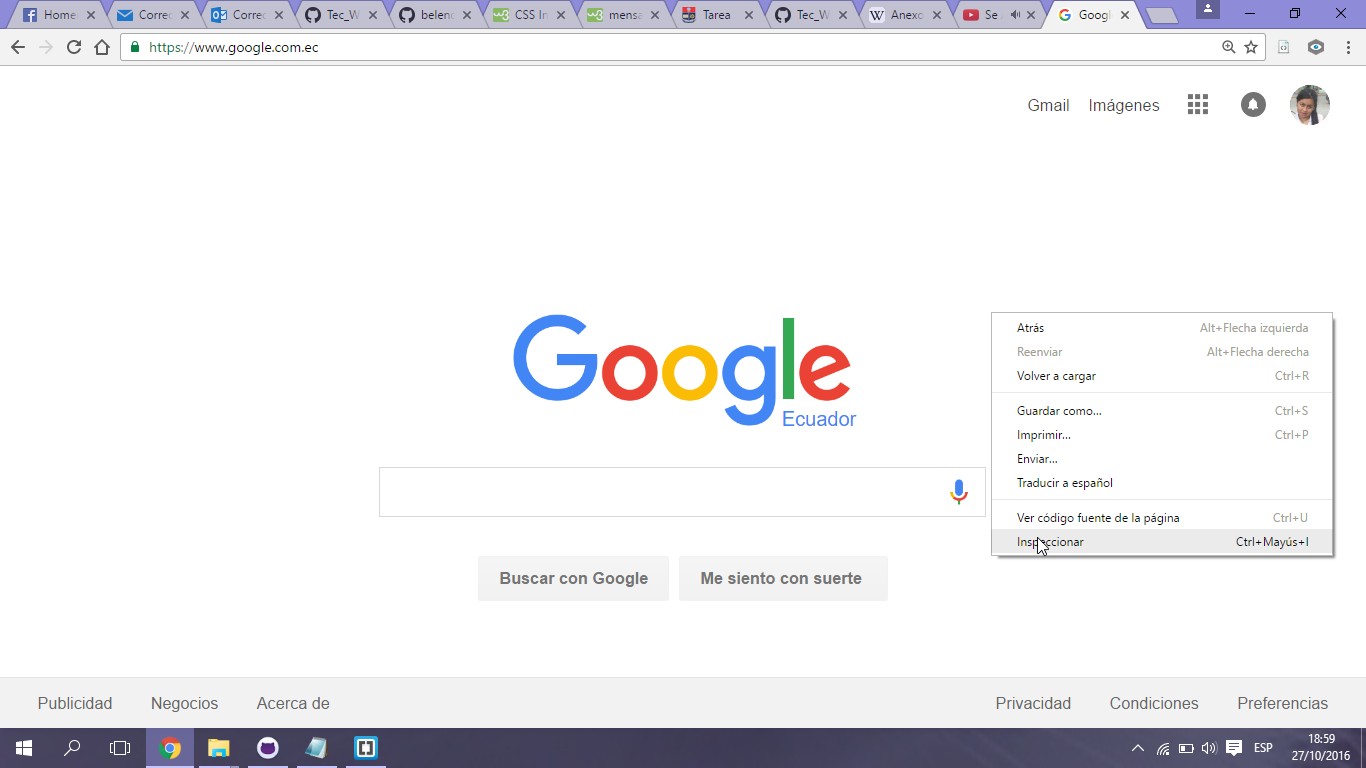 Home
Correo
Correo
Tec_W
belen
CSS In
mensa
Tarea
Tec_W
Anexo
Se
Googl
https://www.google.com.ec
Gmail Imágenes
Google
Ecuador
Atrás Alt+Flecha izquierda
Reenviar Alt+Flecha derecha
Volver a cargar Ctrl+R
Guardar como... Ctrl+S
Imprimir... Ctrl+P
Enviar...
Traducir a español
Ver código fuente de la página Ctrl+U
Inspeccionar Ctrl+Mayús+I
Buscar con Google Me siento con suerte
Publicidad Negocios Acerca de Privacidad Condiciones Preferencias
ESP
18:59
27/10/2016